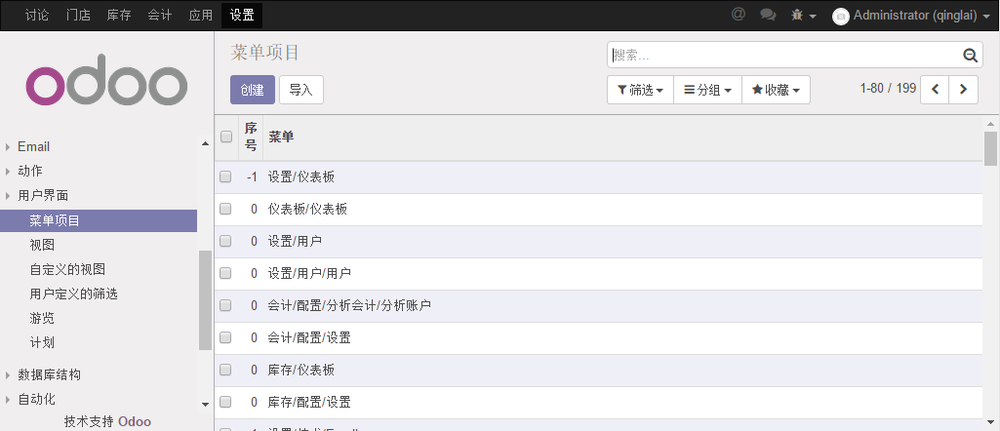 讨论 门店 库存 会计 应用 设置 @ Administrator (qinglai)
odoo
菜单项目
搜索...
创建 导入
筛选 分组 收藏 1-80 / 199
Email
动作
用户界面
菜单项目
视图
自定义的视图
用户定义的筛选
游览
计划
数据库结构
自动化
技术支持 Odoo
序号 菜单
-1 设置/仪表板
0 仪表板/仪表板
0 设置/用户
0 设置/用户/用户
0 会计/配置/分析会计/分析账户
0 会计/配置/设置
0 库存/仪表板
0 库存/配置/设置